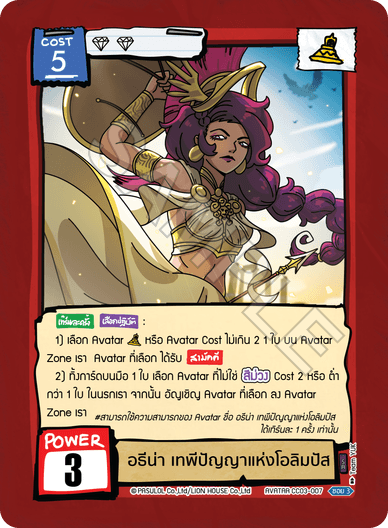 COST
5
SAMPLE
เทิร์นละครั้ง เลือกปฏิบัติ :
1) เลือก Avatar หรือ Avatar Cost ไม่เกิน 2 1 ใบ บน Avatar
Zone เรา Avatar ที่เลือก ได้รับ สามัคคี
2) ทิ้งการ์ดบนมือ 1 ใบ เลือก Avatar ที่ไม่ใช่ สีม่วง Cost 2 หรือ ต่ำ
กว่า 1 ใบ ในนรกเรา จากนั้น อัญเชิญ Avatar ที่เลือก ลง Avatar
Zone เรา
#สามารถใช้ความสามารถของ Avatar ชื่อ อรีน่า เทพีปัญญาแห่งโอลิมปัส
ได้เทิร์นละ 1 ครั้ง เท่านั้น
POWER
3
อรีน่า เทพีปัญญาแห่งโอลิมปัส
Team YUK
© PASULOL Co.,Ltd/LION HOUSE Co.,Ltd AVATAR CC03-007